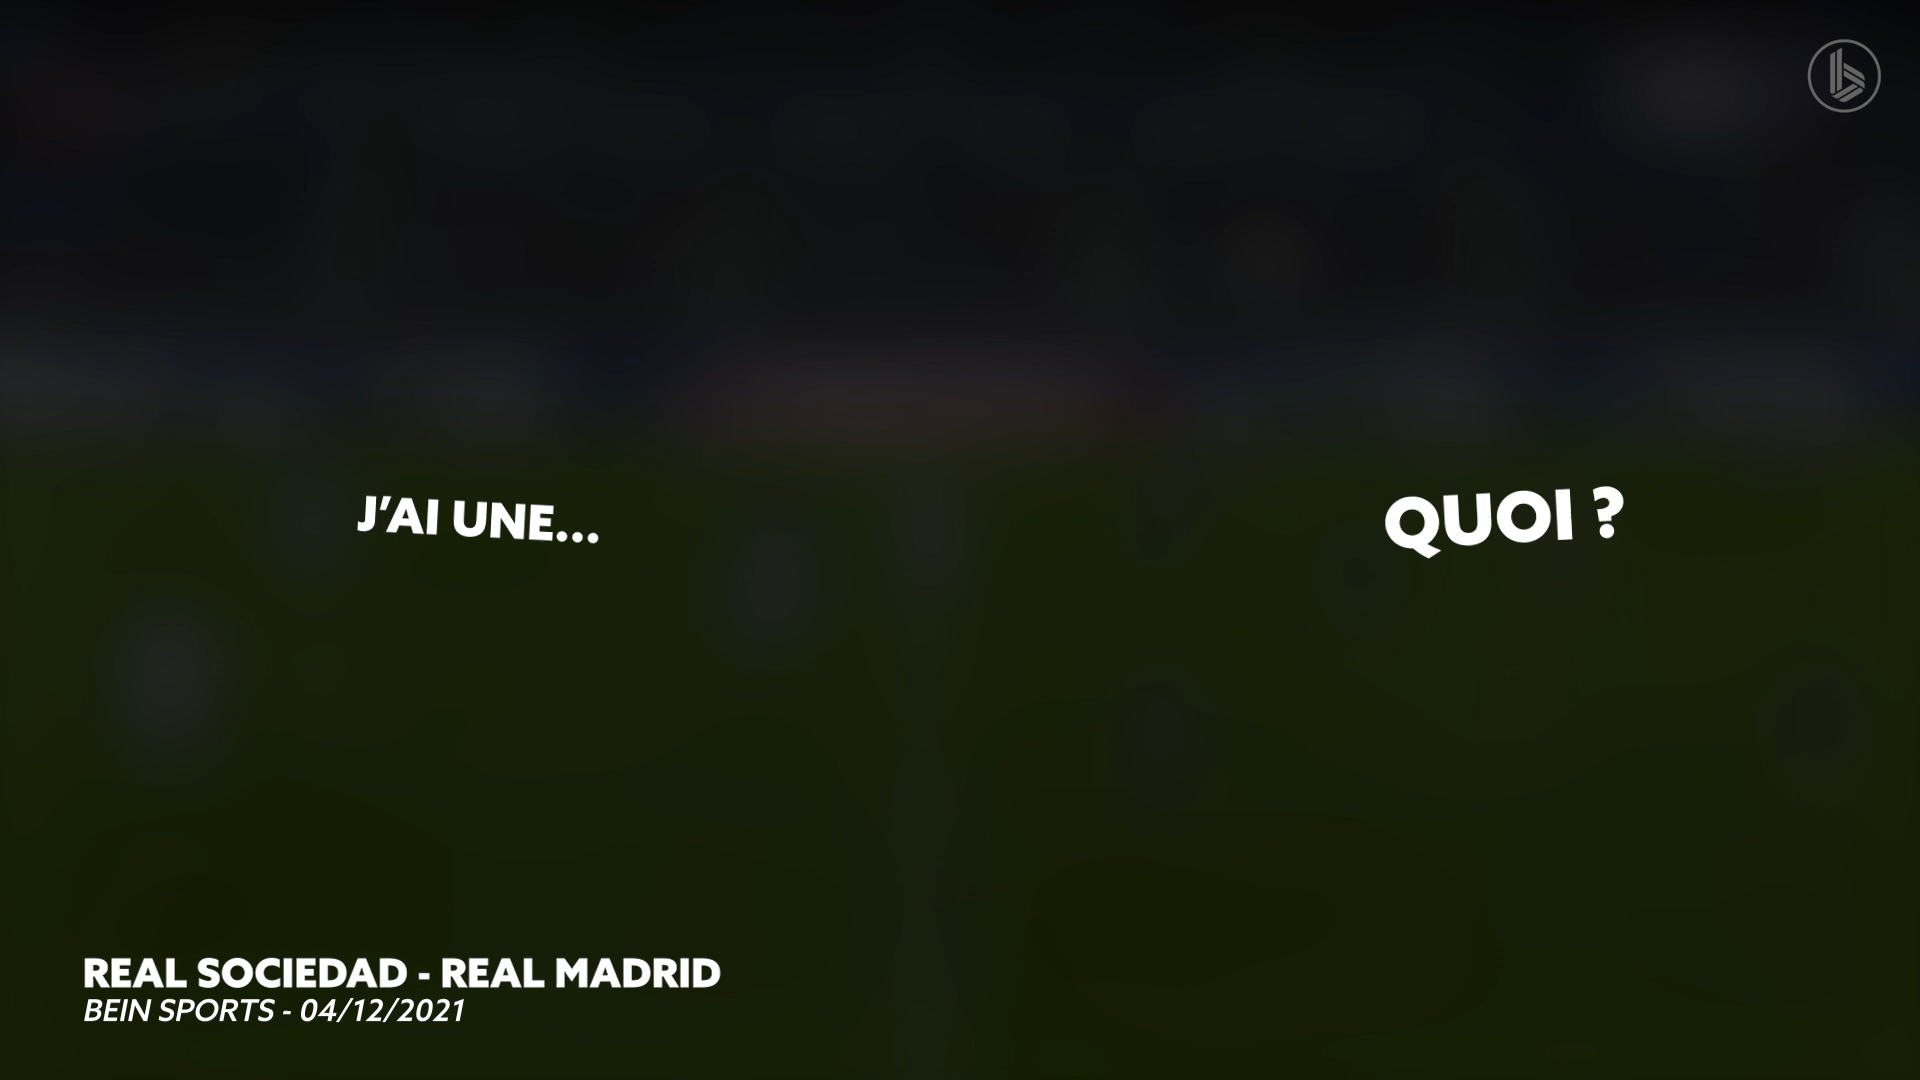 J’AI UNE...
QUOI ?
REAL SOCIEDAD - REAL MADRID
BEIN SPORTS - 04/12/2021